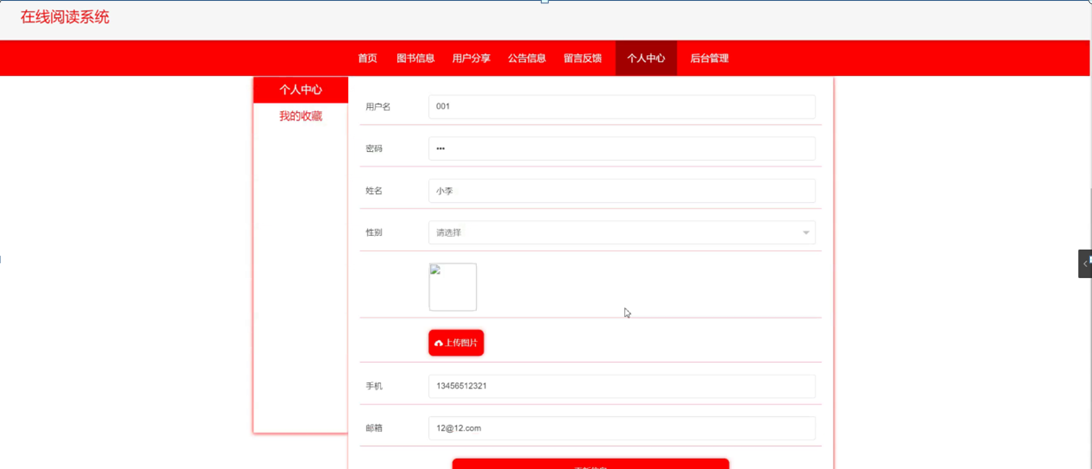 在线阅读系统
首页 图书信息 用户分享 公告信息 留言反馈 个人中心 后台管理
个人中心
我的收藏
用户名 001
密码 •••
姓名 小李
性别 请选择
上传图片
手机 13456512321
邮箱 12@12.com